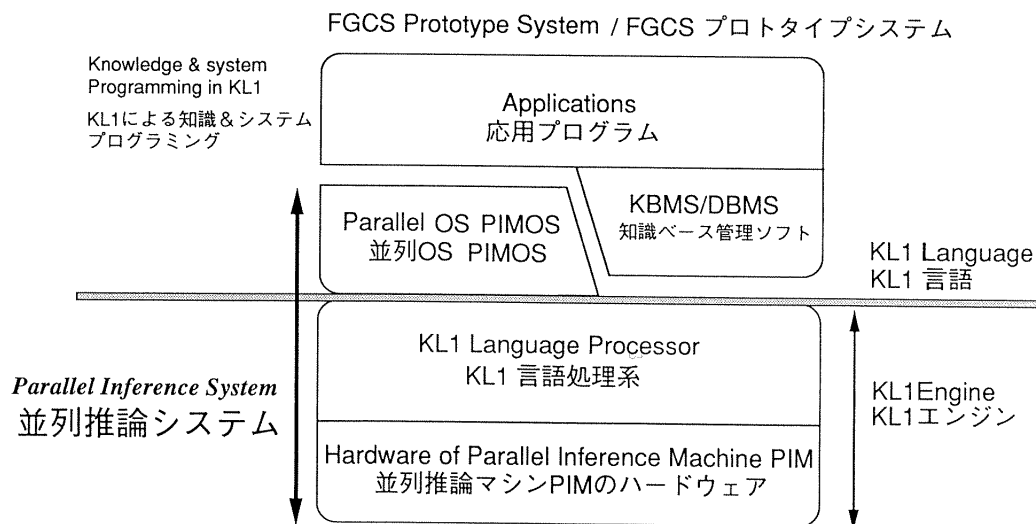 FGCS Prototype System / FGCS プロトタイプシステム
Knowledge & system
Programming in KL1
KL1による知識＆システム
プログラミング
Applications
応用プログラム
Parallel OS PIMOS
並列OS PIMOS
KBMS/DBMS
知識ベース管理ソフト
KL1 Language
KL1 言語
KL1 Language Processor
KL1 言語処理系
Parallel Inference System
並列推論システム
KL1Engine
KL1エンジン
Hardware of Parallel Inference Machine PIM
並列推論マシンPIMのハードウェア